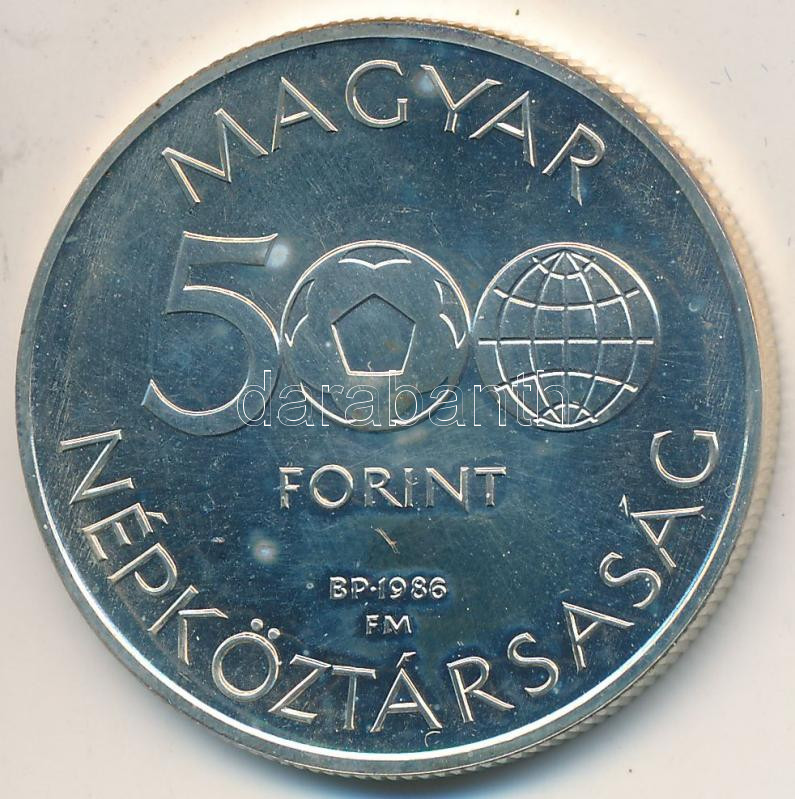 MAGYAR
500
FORINT
BP·1986
FM
NÉPKÖZTÁRSASÁG
darabanth